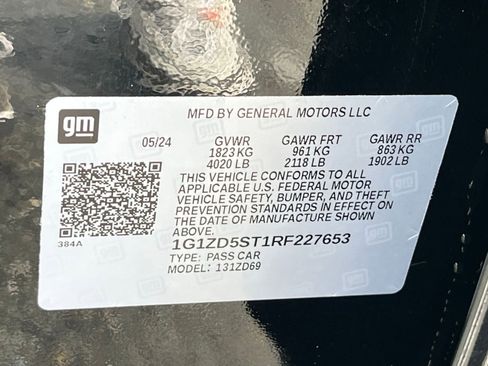 gm
MFD BY GENERAL MOTORS LLC
05/24 GVWR GAWR FRT GAWR RR
1823 KG 961 KG 863 KG
4020 LB 2118 LB 1902 LB
THIS VEHICLE CONFORMS TO ALL
APPLICABLE U.S. FEDERAL MOTOR
VEHICLE SAFETY, BUMPER, AND THEFT
PREVENTION STANDARDS IN EFFECT ON
THE DATE OF MANUFACTURE SHOWN
ABOVE.
384A
1G1ZD5ST1RF227653
TYPE: PASS CAR
MODEL: 131ZD69